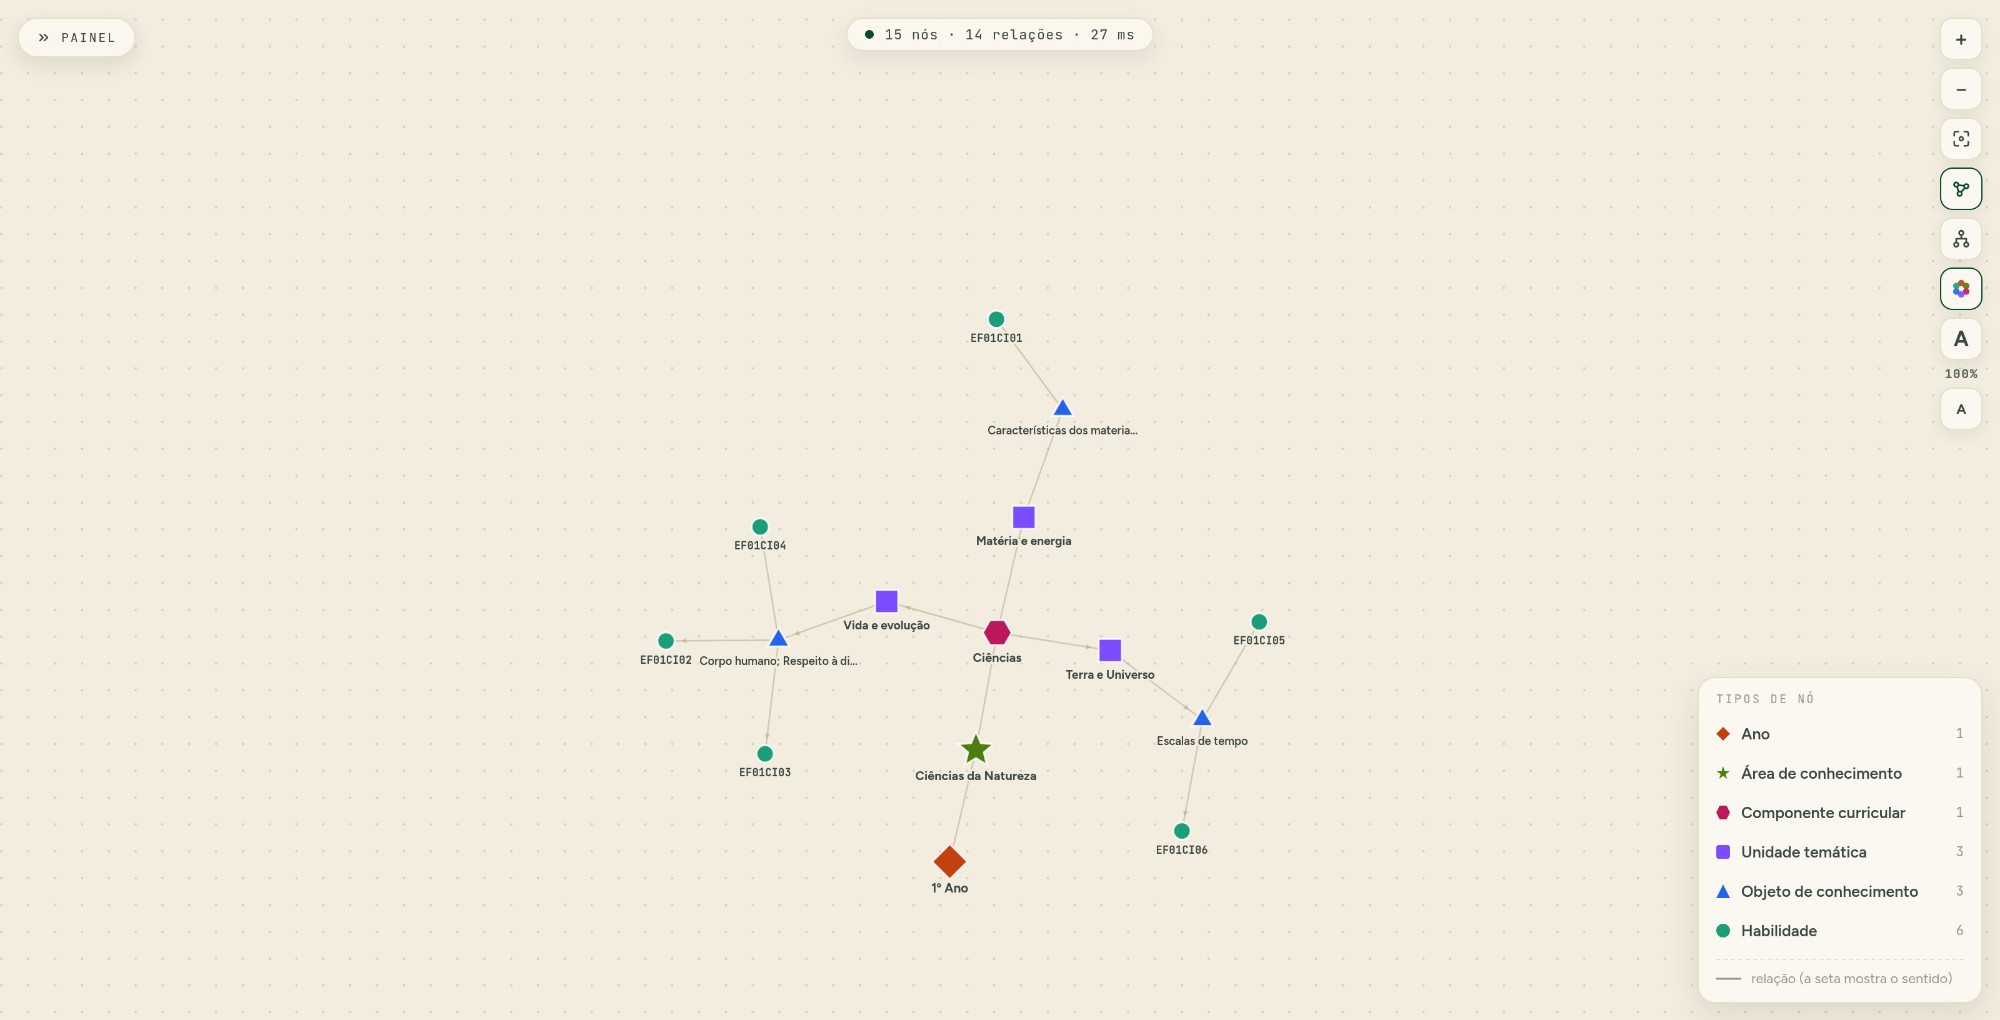 PAINEL
15 nós · 14 relações · 27 ms
+
−
A
100%
A
EF01CI01
Características dos materia...
Matéria e energia
EF01CI04
Vida e evolução
EF01CI02
Corpo humano; Respeito à di...
Ciências
Terra e Universo
EF01CI05
Escalas de tempo
EF01CI03
Ciências da Natureza
EF01CI06
1º Ano
TIPOS DE NÓ
Ano 1
Área de conhecimento 1
Componente curricular 1
Unidade temática 3
Objeto de conhecimento 3
Habilidade 6
relação (a seta mostra o sentido)